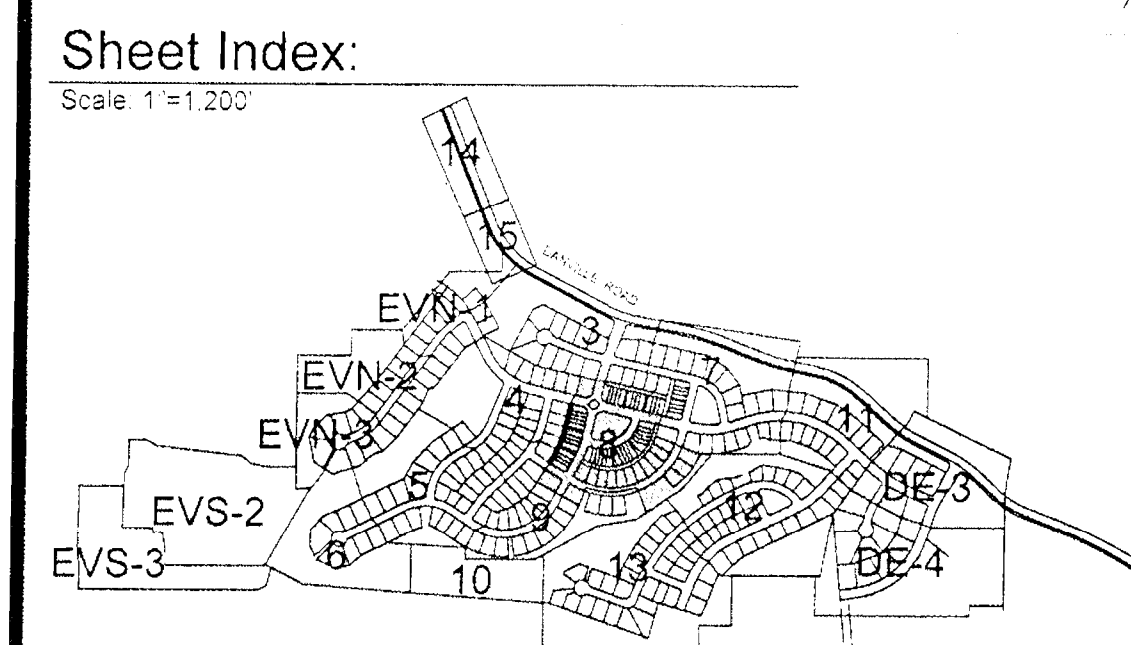 Sheet Index:
Scale: 1"=1,200'
14
15
ROAD
EVN-1
3
EVN-2
7
4
11
EVN-3
8
5
DE-3
EVS-2
9
12
EVS-3
6
10
13
DE-4